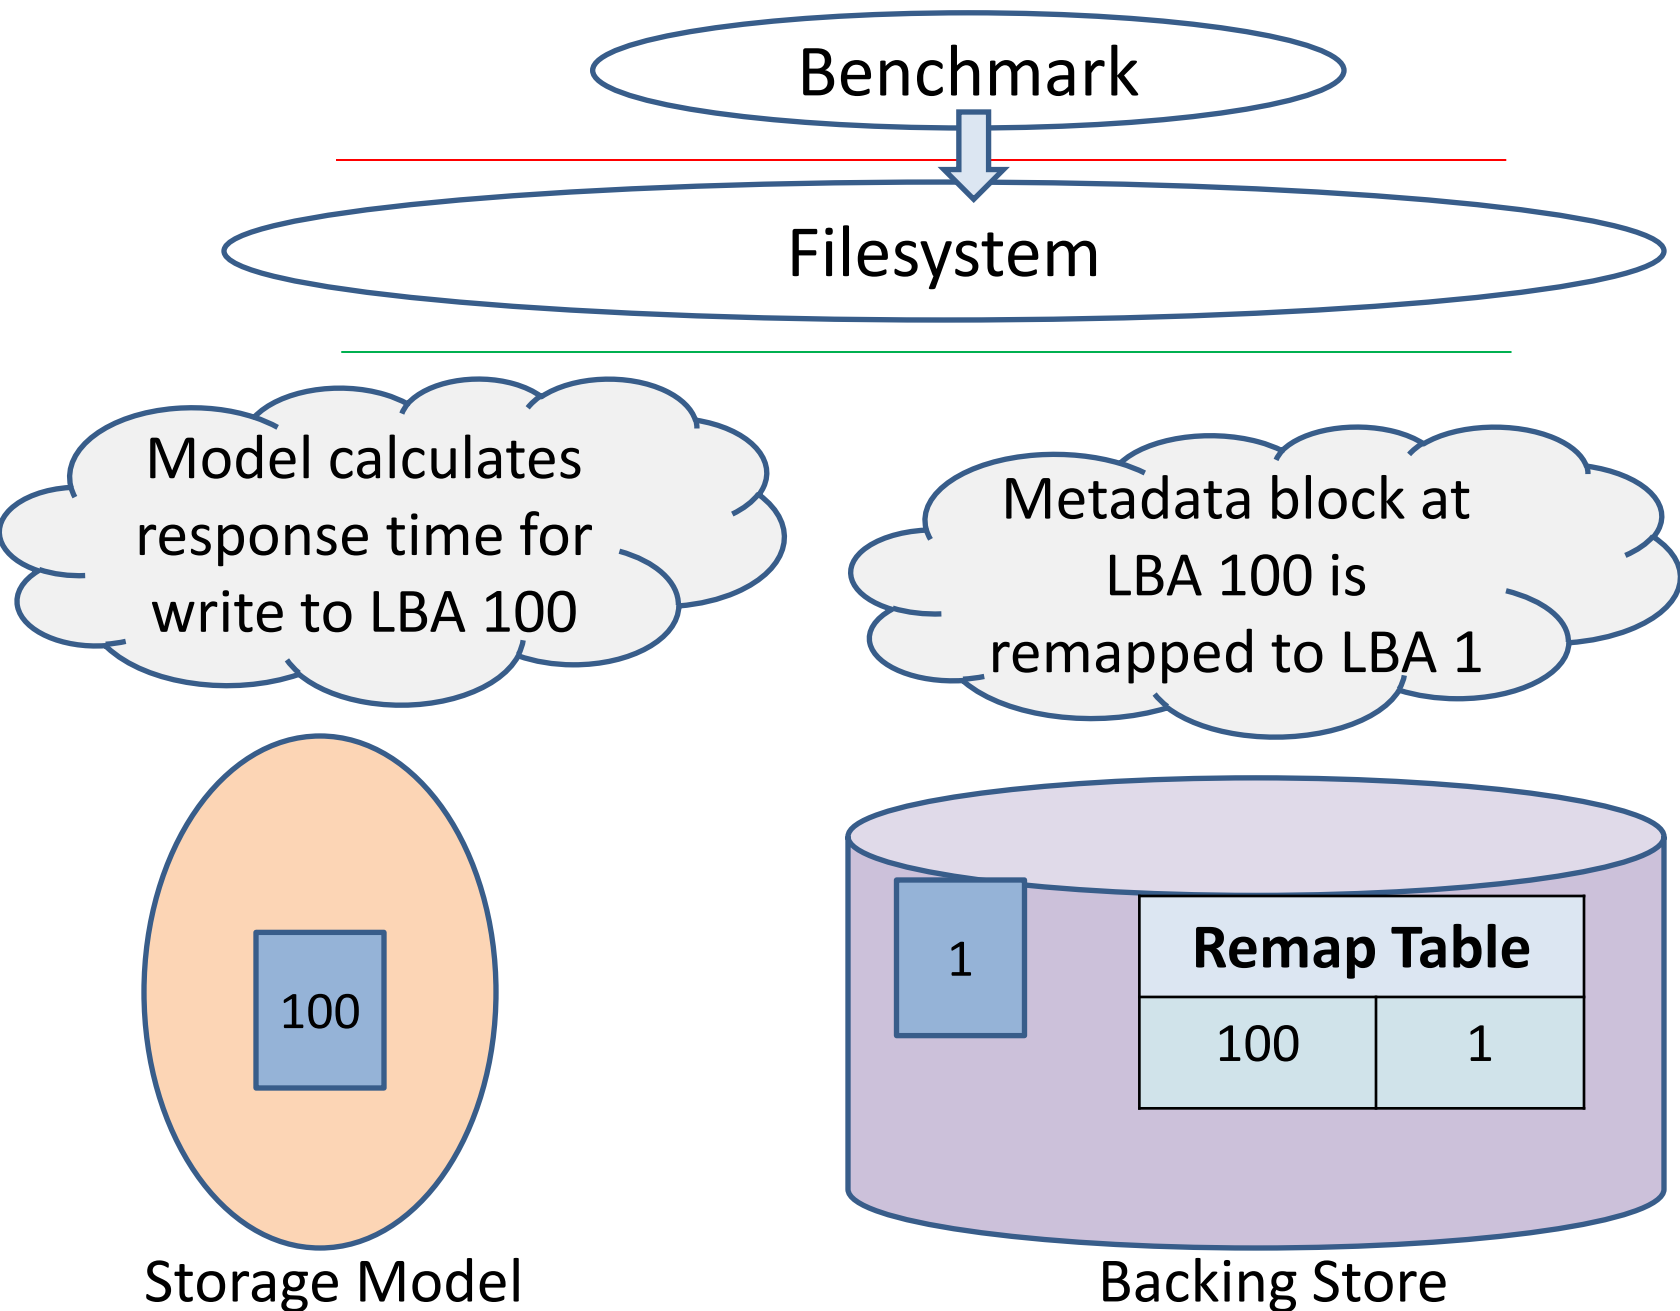 Benchmark
Filesystem
Model calculates
response time for
write to LBA 100
Metadata block at
LBA 100 is
remapped to LBA 1
100
1
Remap Table
100 1
Storage Model
Backing Store